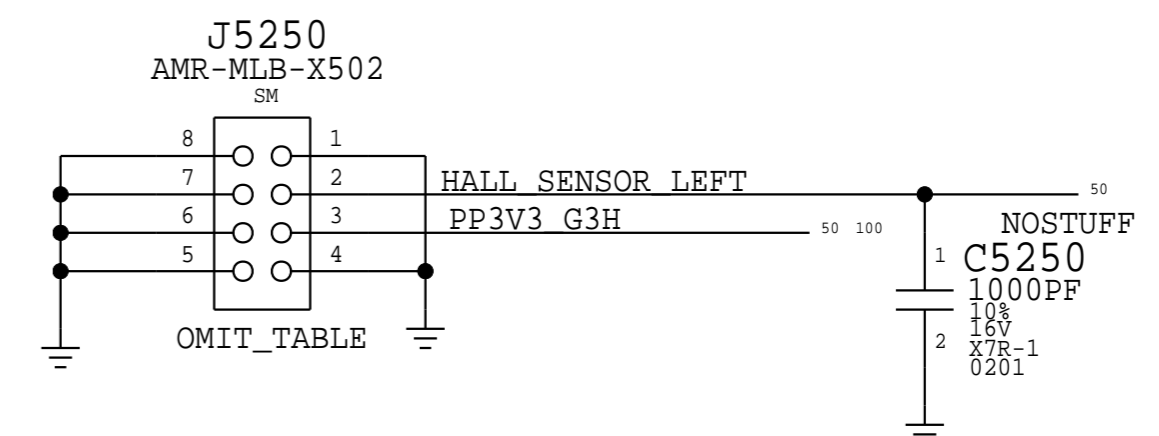 J5250
AMR-MLB-X502
SM
8 1
7 2 HALL_SENSOR_LEFT 50
6 3 PP3V3_G3H 50 100
5 4
NOSTUFF
1 C5250
1000PF
10%
16V
2 X7R-1
0201
OMIT_TABLE